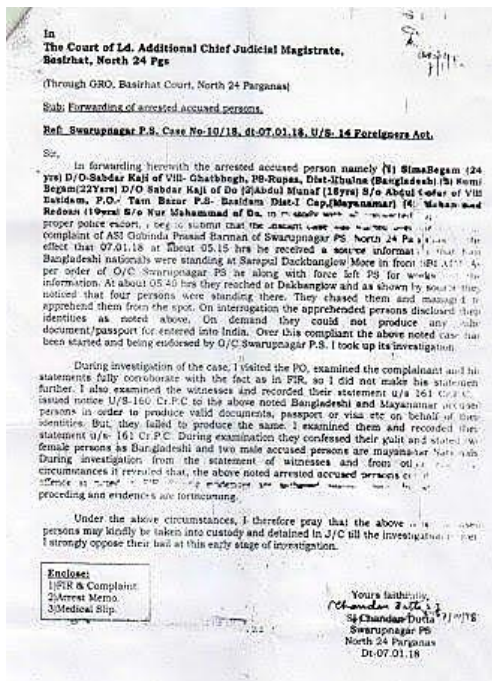 In
The Court of Ld. Additional Chief Judicial Magistrate,
Basirhat, North 24 Pgs
(Through GRO, Basirhat Court, North 24 Parganas)
Sub: Forwarding of arrested accused persons.
Ref: Swarupnagar P.S. Case No-10/18, dt-07.01.18, U/S- 14 Foreigners Act.
Sir,
In forwarding herewith the arrested accused person namely (1) SimaBegam (24
yrs) D/O-Sabdar Kaji of Vill- Ghatbhogh, PS-Rupsa, Dist-Khulna (Bangladesh) (2) Rumi
Begam(22Yars) D/O Sabdar Kaji of Do (3)Abdul Munaf (18yrs) S/o Abdul of Vill
P.O.- Tam Bazar P.S- Dist-I Cap,(Mayanamar) (4)
Redoan (19yrs) S/o Nur Mahammad of Do, in
proper police escort, I beg to submit that the instant case was
complaint of ASI Gobinda Prasad Barman of Swarupnagar PS North 24 the
effect that 07.01.18 at about 05.15 hrs he received a source that
Bangladeshi nationals were standing at Sarapul Dackbanglow More in front
per order of O/C Swarupnagar PS he along with force left PS for
information. At about 05.40 hrs they reached at Dakbanglow and as shown by source they
noticed that four persons were standing there. They chased them and
apprehend them from the spot. On interrogation the apprehended persons disclosed their
identities as noted above. On demand they could not produce any
document/passport for entered into India. Over this compliant the above noted case has
been started and being endorsed by O/C Swarupnagar P.S. I took up its investigation.
During investigation of the case, I visited the PO, examined the complainant and his
statements fully corroborate with the fact as in FIR, so I did not make his statement
further. I also examined the witnesses and recorded their statement u/s 161 Cr.P.C
issued notice U/S-160 Cr.P.C to the above noted Bangladeshi and Mayanamar
persons in order to produce valid documents, passport or visa etc on behalf of their
identities. But, they failed to produce the same. I examined them and recorded their
statement u/s- 161 Cr.P.C. During examination they confessed their guilt and stated
female persons as Bangladeshi and two male accused persons are mayanamar
During investigation from the statement of witnesses and from
circumstances it revealed that, the above noted arrested accused persons
offence as noted
proceding and evidences are forthcoming.
Under the above circumstances, I therefore pray that the above
persons may kindly be taken into custody and detained in J/C till the investigation
I strongly oppose their bail at this early stage of investigation.
Enclose:
1)FIR & Complaint.
2)Arrest Memo.
3)Medical Slip.
Yours faithfully,
SI Chandan Dutta
Swarupnagar PS
North 24 Parganas
Dt-07.01.18